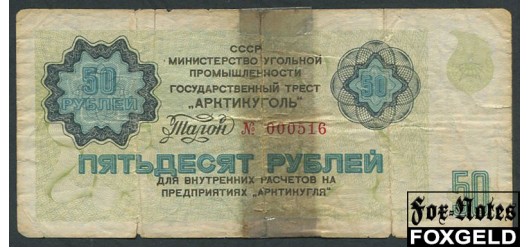 СССР
МИНИСТЕРСТВО УГОЛЬНОЙ
ПРОМЫШЛЕННОСТИ
ГОСУДАРСТВЕННЫЙ ТРЕСТ
„АРКТИКУГОЛЬ"
50
РУБЛЕЙ
50
Талон № 000516
ПЯТЬДЕСЯТ РУБЛЕЙ
ДЛЯ ВНУТРЕННИХ РАСЧЕТОВ НА
ПРЕДПРИЯТИЯХ „АРКТИКУГЛЯ"
50
Fox-Notes
FOXGELD